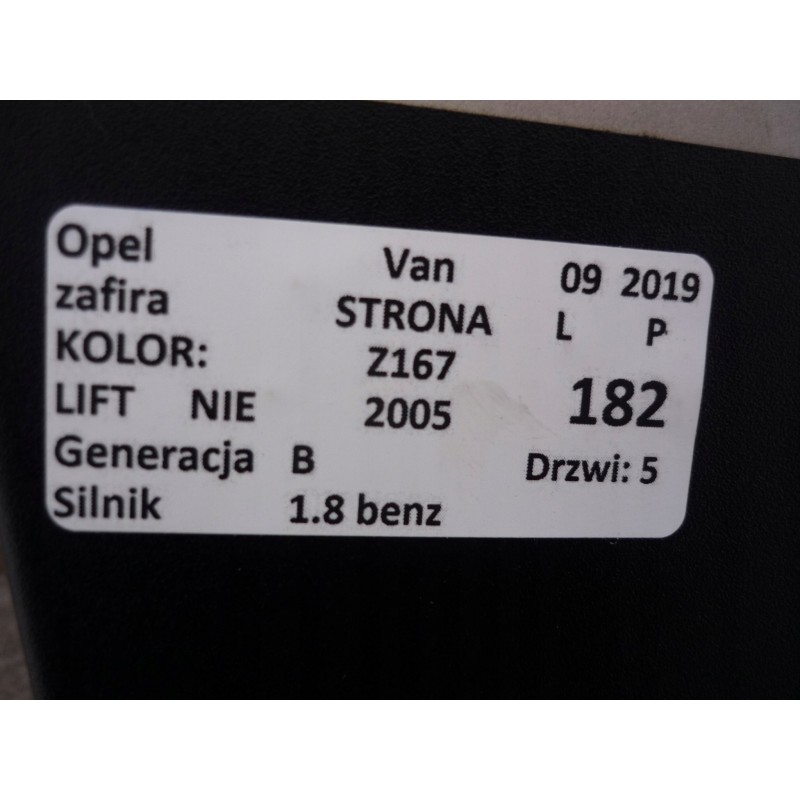 Opel Van 09 2019
zafira STRONA L P
KOLOR: Z167
LIFT NIE 2005 182
Generacja B Drzwi: 5
Silnik 1.8 benz